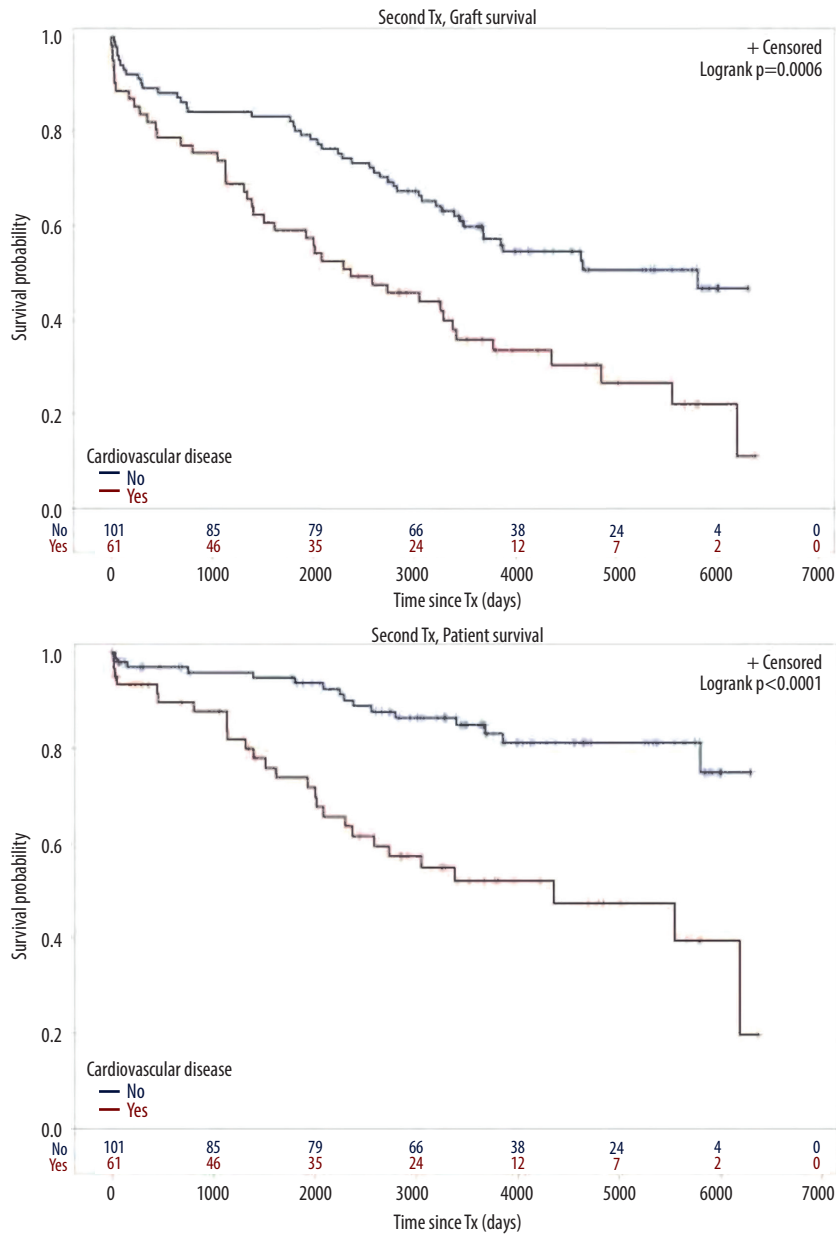 Second Tx, Graft survival
+ Censored
Logrank p=0.0006
1.0
0.8
0.6
0.4
0.2
0.0
Survival probability
Cardiovascular disease
No
Yes
No 101 85 79 66 38 24 4 0
Yes 61 46 35 24 12 7 2 0
0 1000 2000 3000 4000 5000 6000 7000
Time since Tx (days)
Second Tx, Patient survival
+ Censored
Logrank p<0.0001
1.0
0.8
0.6
0.4
0.2
0.0
Survival probability
Cardiovascular disease
No
Yes
No 101 85 79 66 38 24 4 0
Yes 61 46 35 24 12 7 2 0
0 1000 2000 3000 4000 5000 6000 7000
Time since Tx (days)